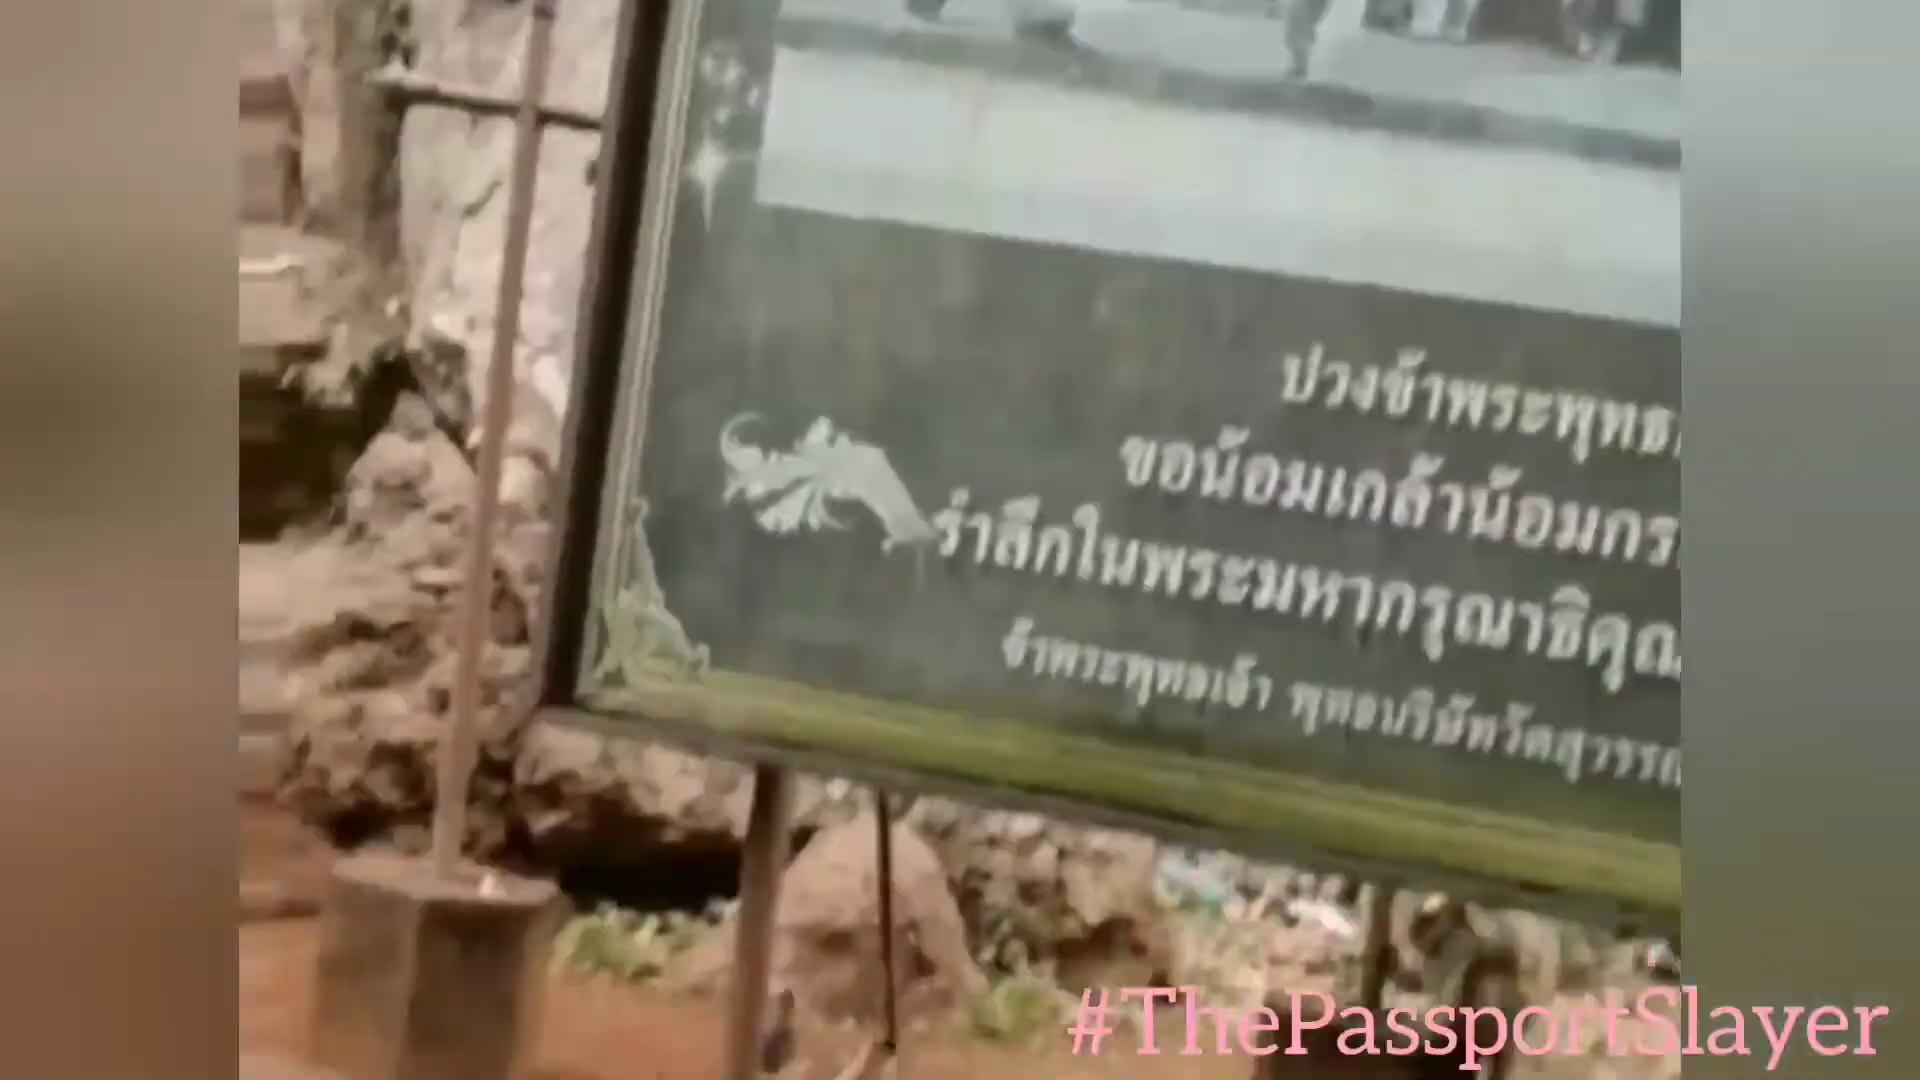 ปวงข้าพระพุทธ
ขอน้อมเกล้าน้อมกร
รำลึกในพระมหากรุณาธิคุณ
ข้าพระพุทธเจ้า พุทธบริษัทวัดสุวรรณ
#ThePassportSlayer